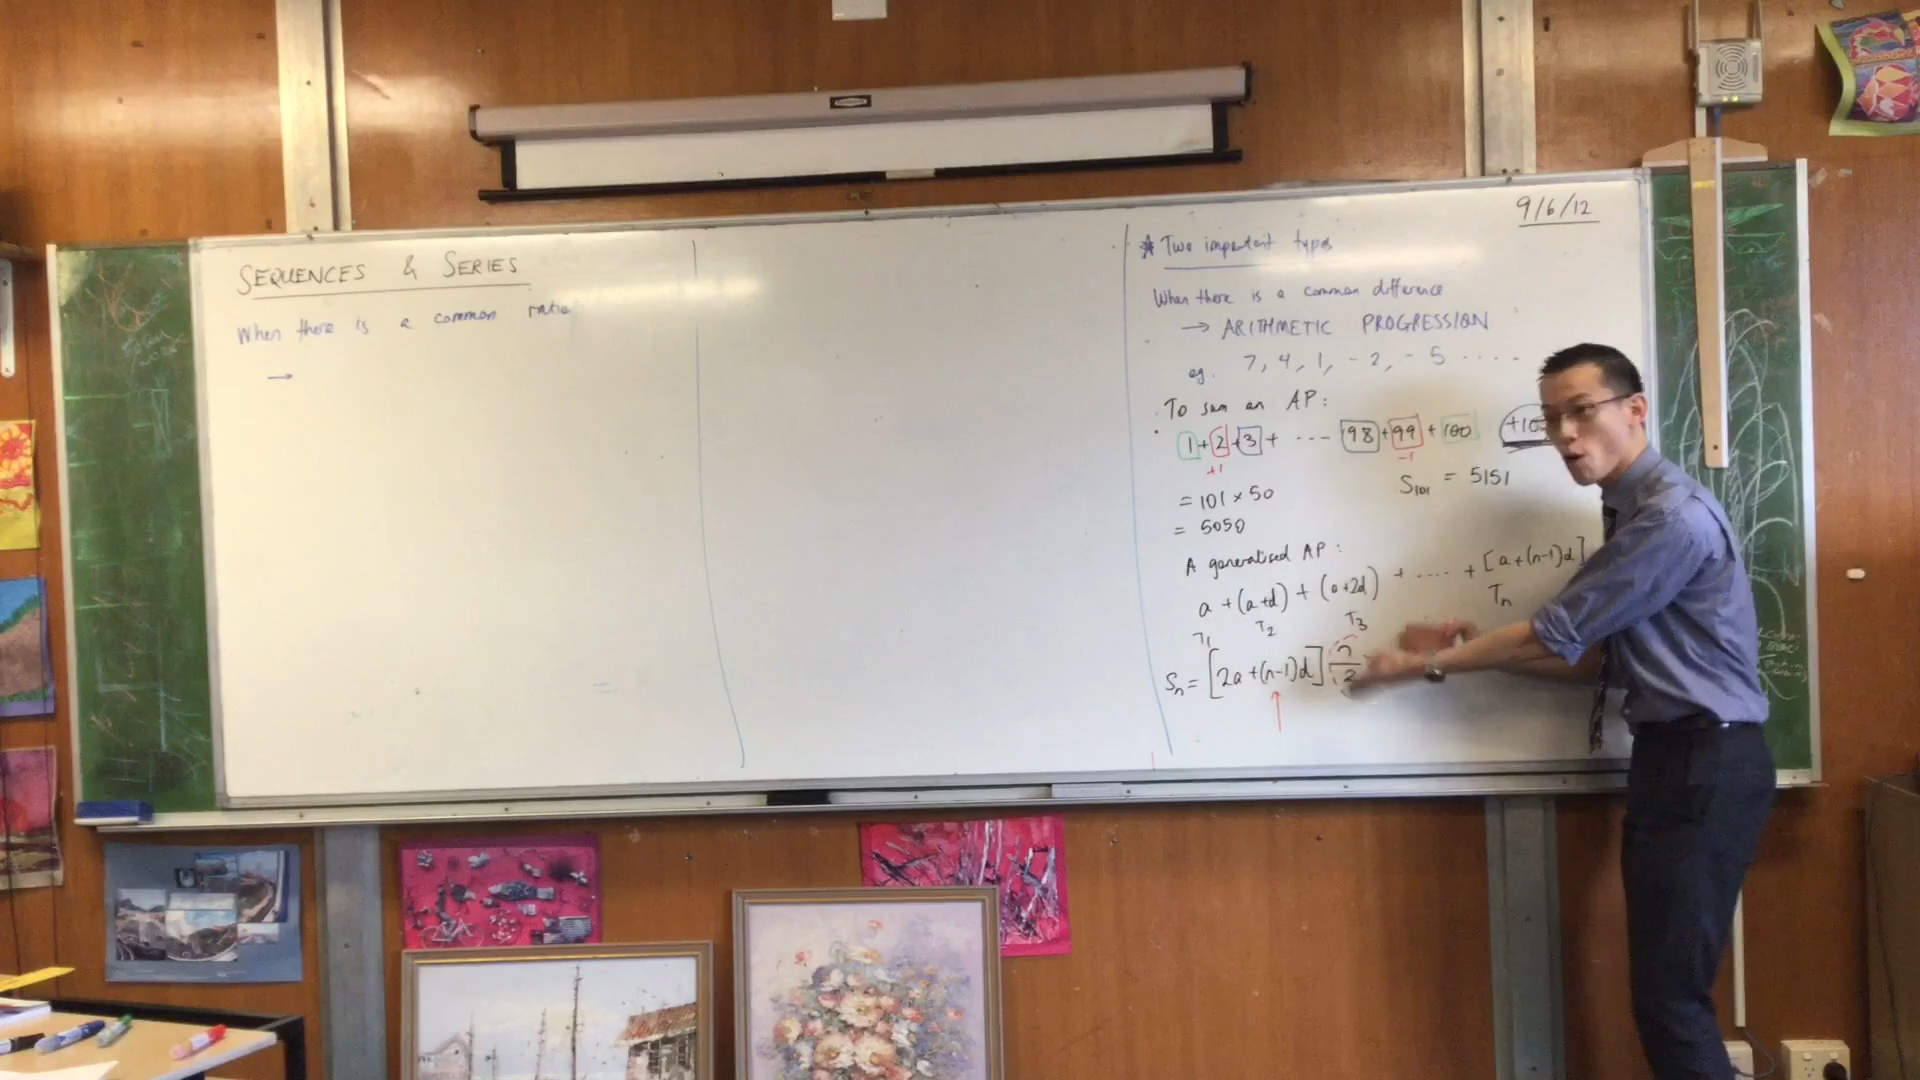 SEQUENCES & SERIES
When there is a common ratio
→
9/6/12
* Two important types
When there is a common difference
→ ARITHMETIC PROGRESSION
eg. 7, 4, 1, -2, -5 ....
To sum an AP:
1 + 2 + 3 + ... 98 + 99 + 100 +10
+1 -1
= 101 × 50
S₁₀₁ = 5151
= 5050
A generalised AP:
a + (a+d) + (a+2d) + .... + [a+(n-1)d]
T₁ T₂ T₃ Tₙ
Sₙ = [2a+(n-1)d] n/2